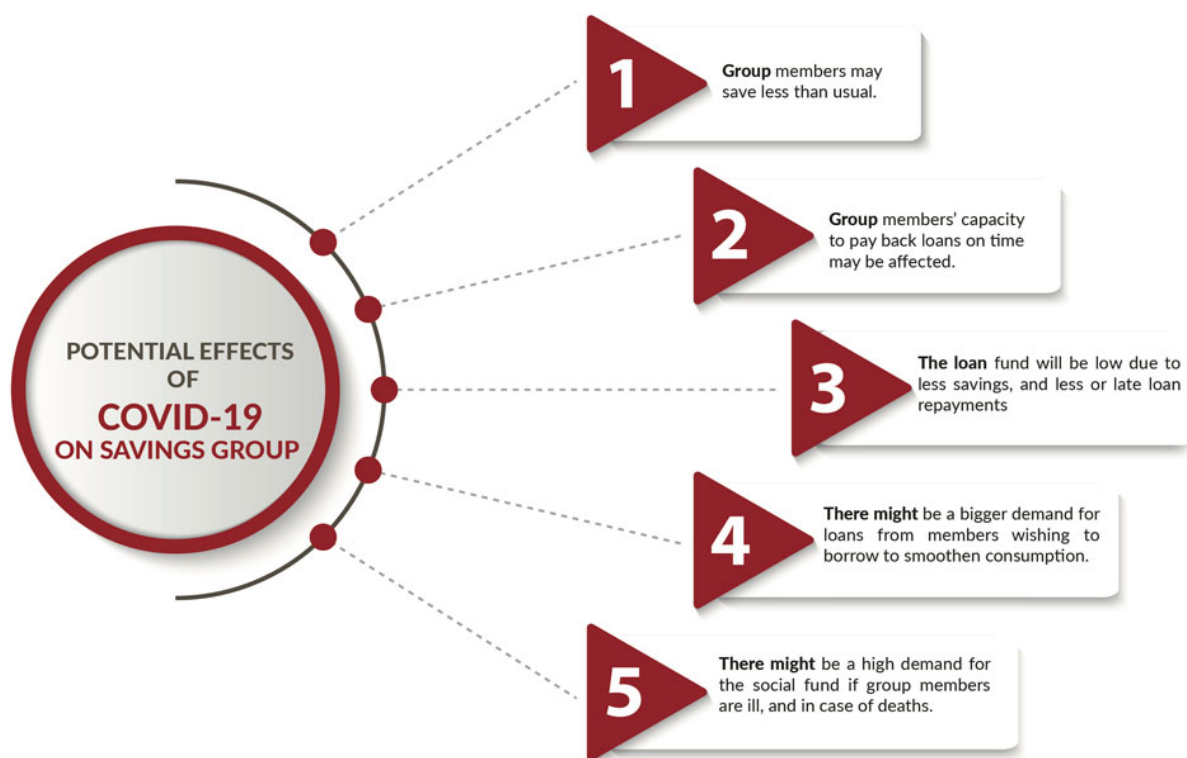 POTENTIAL EFFECTS
OF
COVID-19
ON SAVINGS GROUP
1
Group members may
save less than usual.
2
Group members' capacity
to pay back loans on time
may be affected.
3
The loan fund will be low due to
less savings, and less or late loan
repayments
4
There might be a bigger demand for
loans from members wishing to
borrow to smoothen consumption.
5
There might be a high demand for
the social fund if group members
are ill, and in case of deaths.